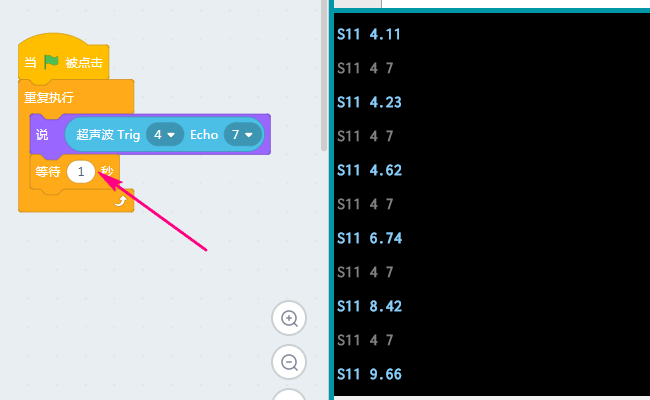 当 被点击
重复执行
说 超声波 Trig 4 Echo 7
等待 1 秒
S11 4.11
S11 4 7
S11 4.23
S11 4 7
S11 4.62
S11 4 7
S11 6.74
S11 4 7
S11 8.42
S11 4 7
S11 9.66